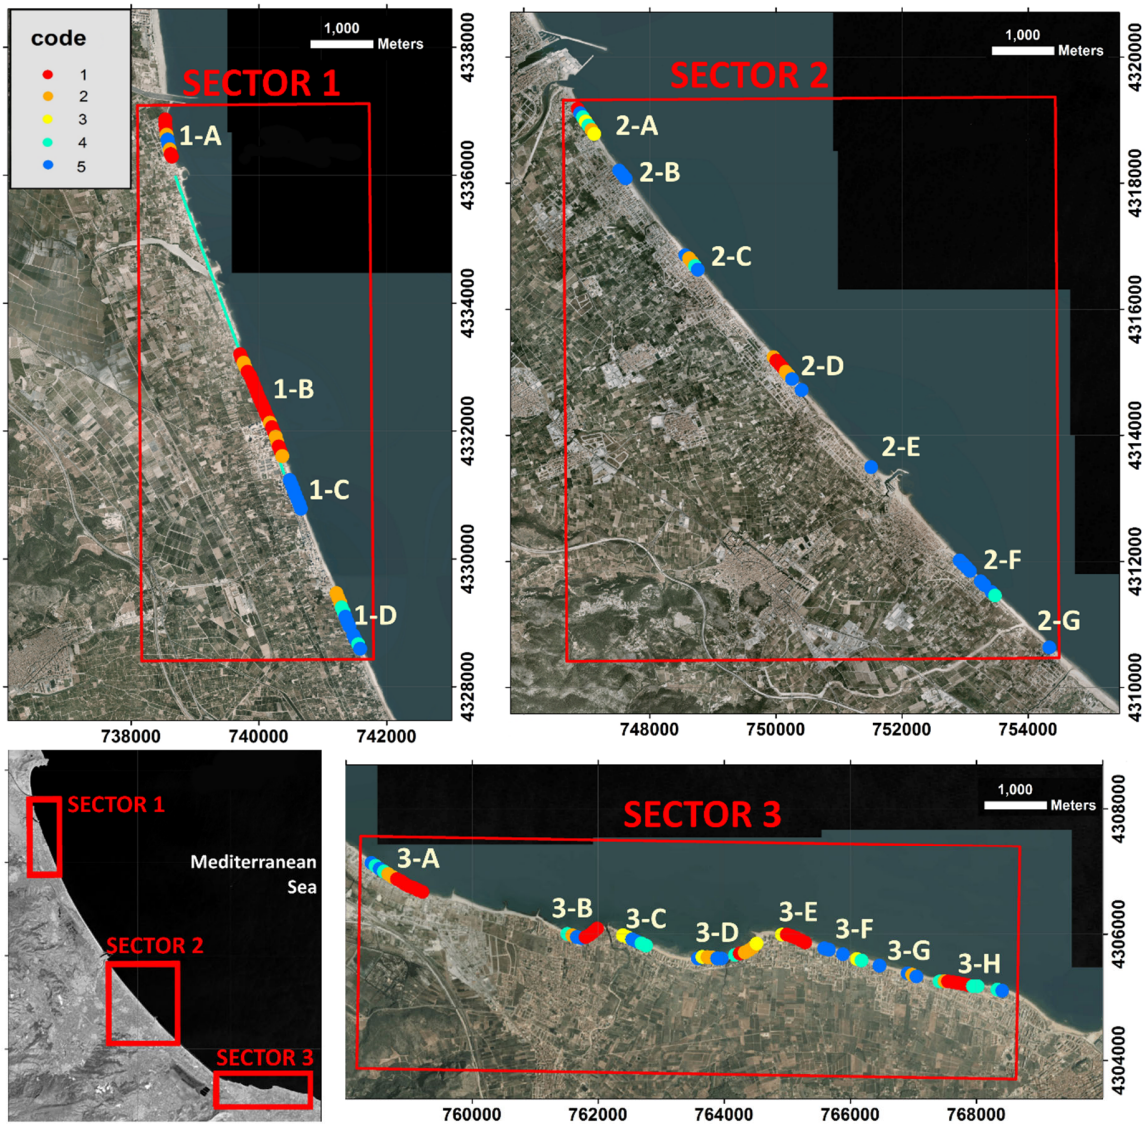 code
1
2
3
4
5
1,000
Meters
SECTOR 1
1-A
1-B
1-C
1-D
4338000
4336000
4334000
4332000
4330000
4328000
738000
740000
742000
1,000
Meters
SECTOR 2
2-A
2-B
2-C
2-D
2-E
2-F
2-G
4320000
4318000
4316000
4314000
4312000
4310000
748000
750000
752000
754000
SECTOR 1
Mediterranean
Sea
SECTOR 2
SECTOR 3
1,000
Meters
SECTOR 3
3-A
3-B
3-C
3-D
3-E
3-F
3-G
3-H
4308000
4306000
4304000
760000
762000
764000
766000
768000